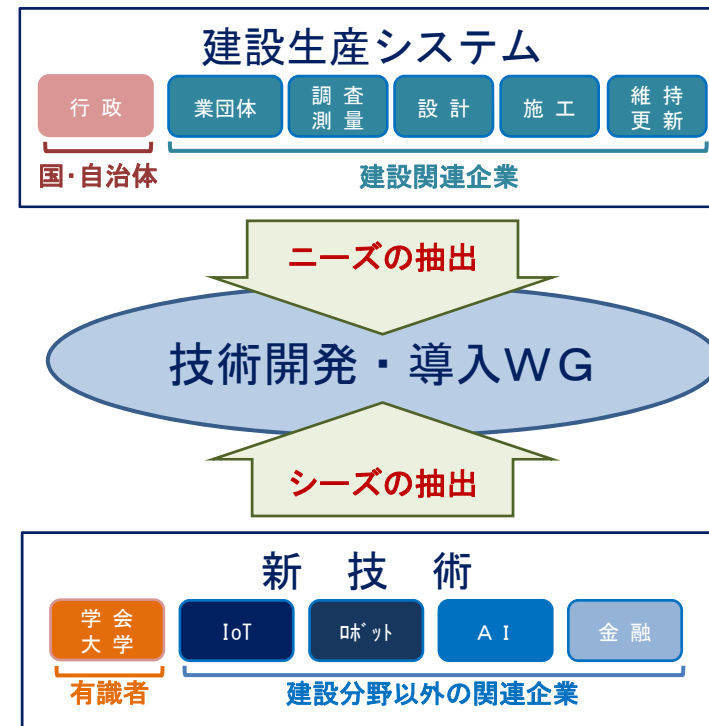 建設生産システム
行 政
業団体
調 査
測 量
設 計
施 工
維 持
更 新
国・自治体
建設関連企業
ニーズの抽出
技術開発・導入ＷＧ
シーズの抽出
新 技 術
学 会
大 学
IoT
ﾛﾎﾞｯﾄ
Ａ Ｉ
金 融
有識者
建設分野以外の関連企業